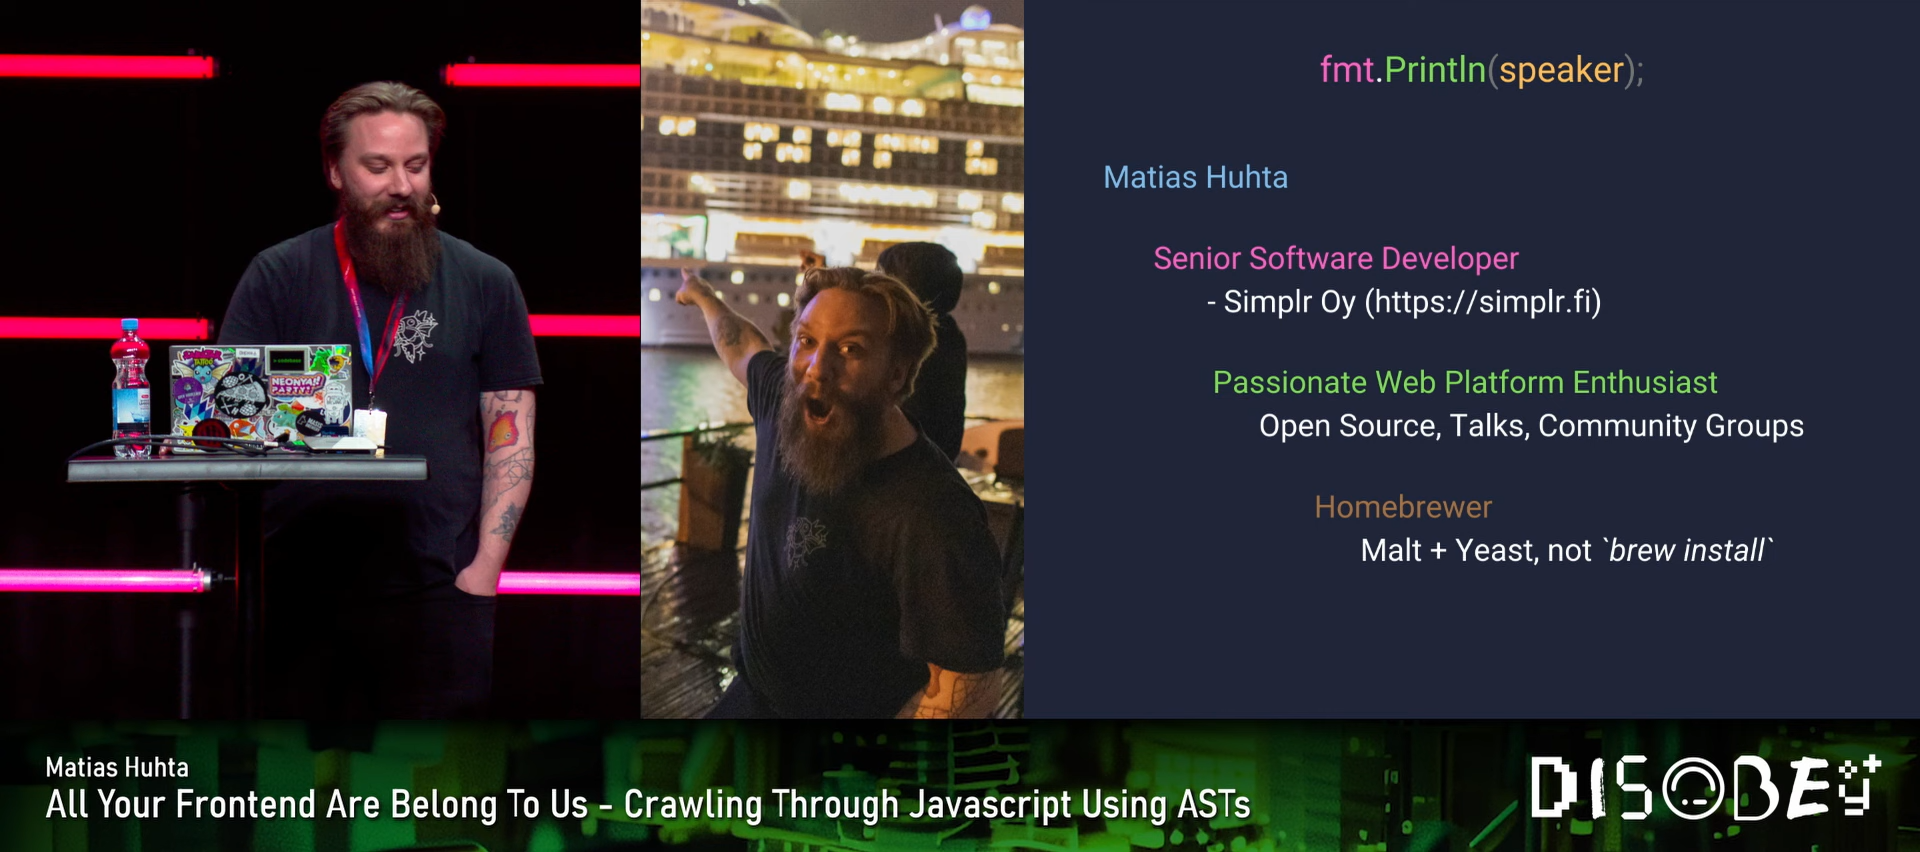 fmt.Println(speaker);
Matias Huhta
Senior Software Developer
- Simplr Oy (https://simplr.fi)
Passionate Web Platform Enthusiast
Open Source, Talks, Community Groups
Homebrewer
Malt + Yeast, not `brew install`
NEONYA!!
PARTY!
Matias Huhta
All Your Frontend Are Belong To Us - Crawling Through Javascript Using ASTs
DISOBEY